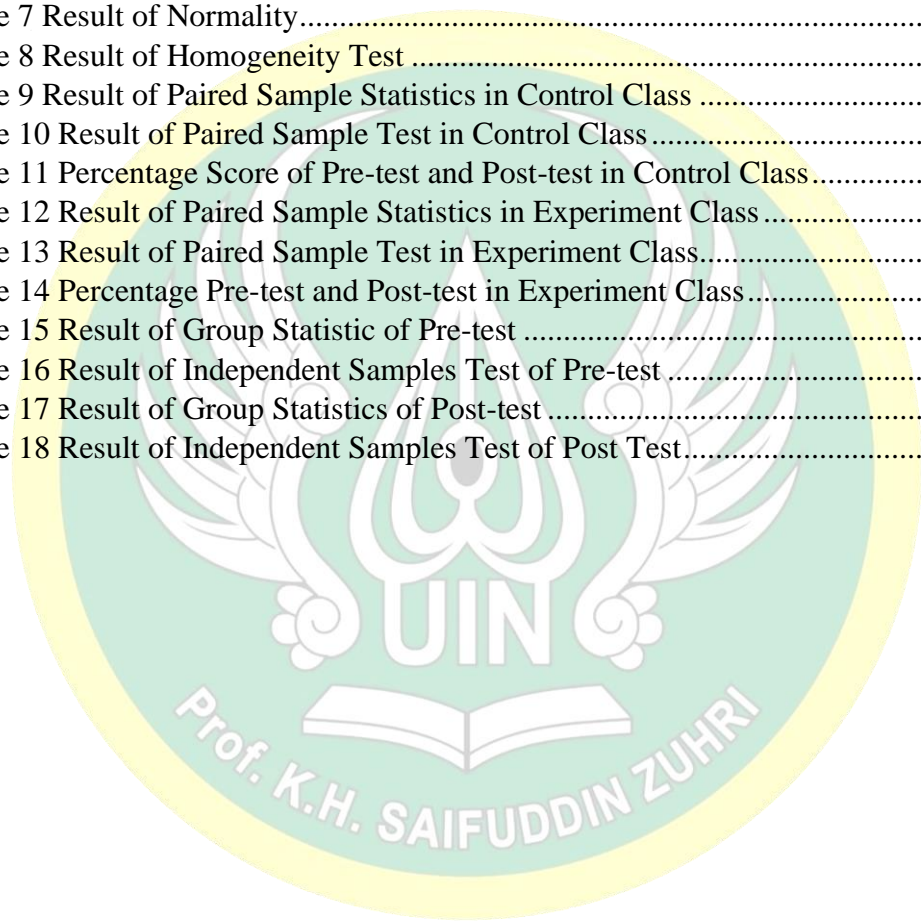 e 7 Result of Normality..............................................................................
e 8 Result of Homogeneity Test ...............................................................
e 9 Result of Paired Sample Statistics in Control Class ............................
e 10 Result of Paired Sample Test in Control Class...................................
e 11 Percentage Score of Pre-test and Post-test in Control Class..............
e 12 Result of Paired Sample Statistics in Experiment Class ....................
e 13 Result of Paired Sample Test in Experiment Class............................
e 14 Percentage Pre-test and Post-test in Experiment Class......................
e 15 Result of Group Statistic of Pre-test ..................................................
e 16 Result of Independent Samples Test of Pre-test ................................
e 17 Result of Group Statistics of Post-test ...............................................
e 18 Result of Independent Samples Test of Post Test..............................
UIN
Prof. K.H. SAIFUDDIN ZUHRI